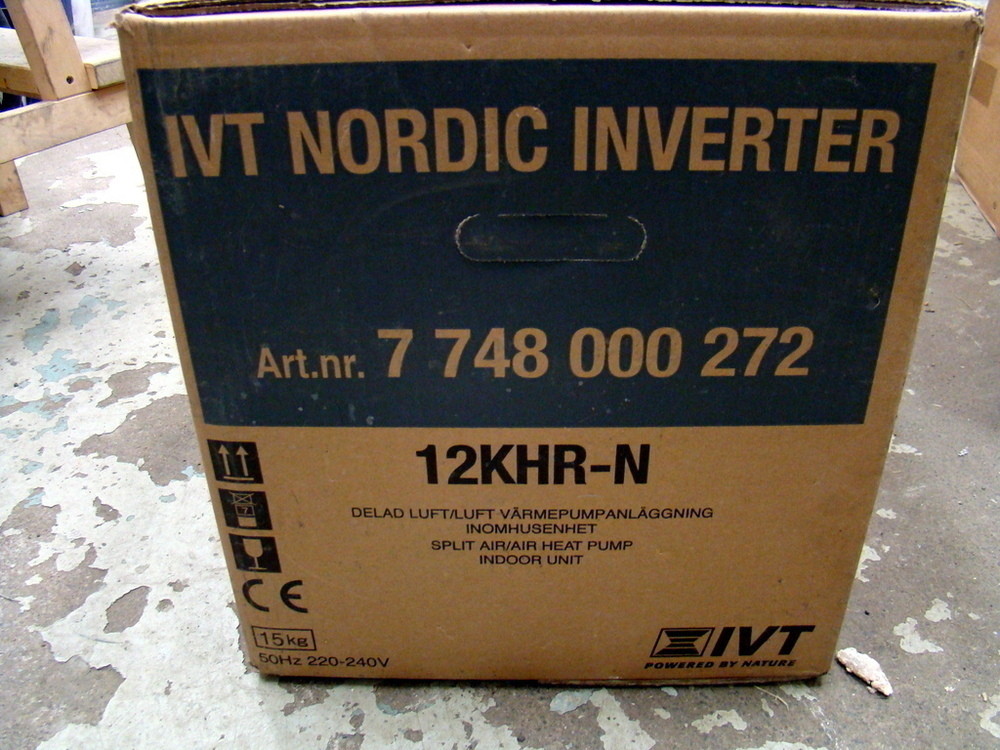 IVT NORDIC INVERTER
Art.nr. 7 748 000 272
12KHR-N
DELAD LUFT/LUFT VÄRMEPUMPANLÄGGNING
INOMHUSENHET
SPLIT AIR/AIR HEAT PUMP
INDOOR UNIT
7
CE
15kg
50Hz 220-240V
IVT
POWERED BY NATURE